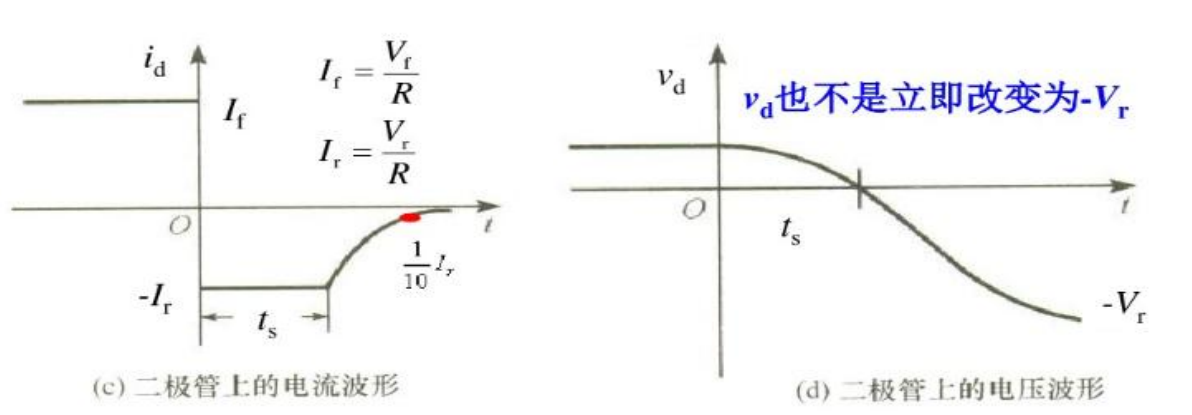 i_d
I_f = V_f / R
I_f
I_r = V_r / R
O
t
1/10 I_r
-I_r
t_s
(c) 二极管上的电流波形
v_d
v_d也不是立即改变为-V_r
O
t
t_s
-V_r
(d) 二极管上的电压波形